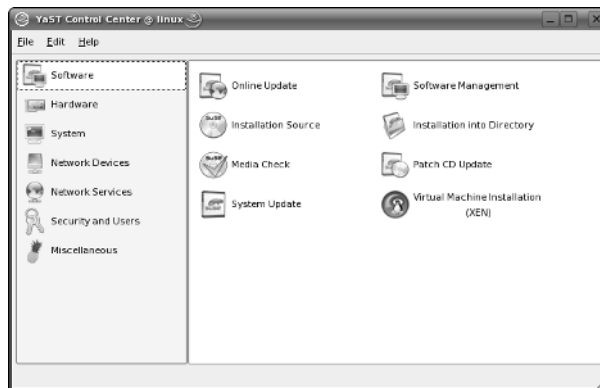 YaST Control Center @ linux
File Edit Help
Software
Hardware
System
Network Devices
Network Services
Security and Users
Miscellaneous
Online Update
Software Management
Installation Source
Installation into Directory
Media Check
Patch CD Update
System Update
Virtual Machine Installation
(XEN)